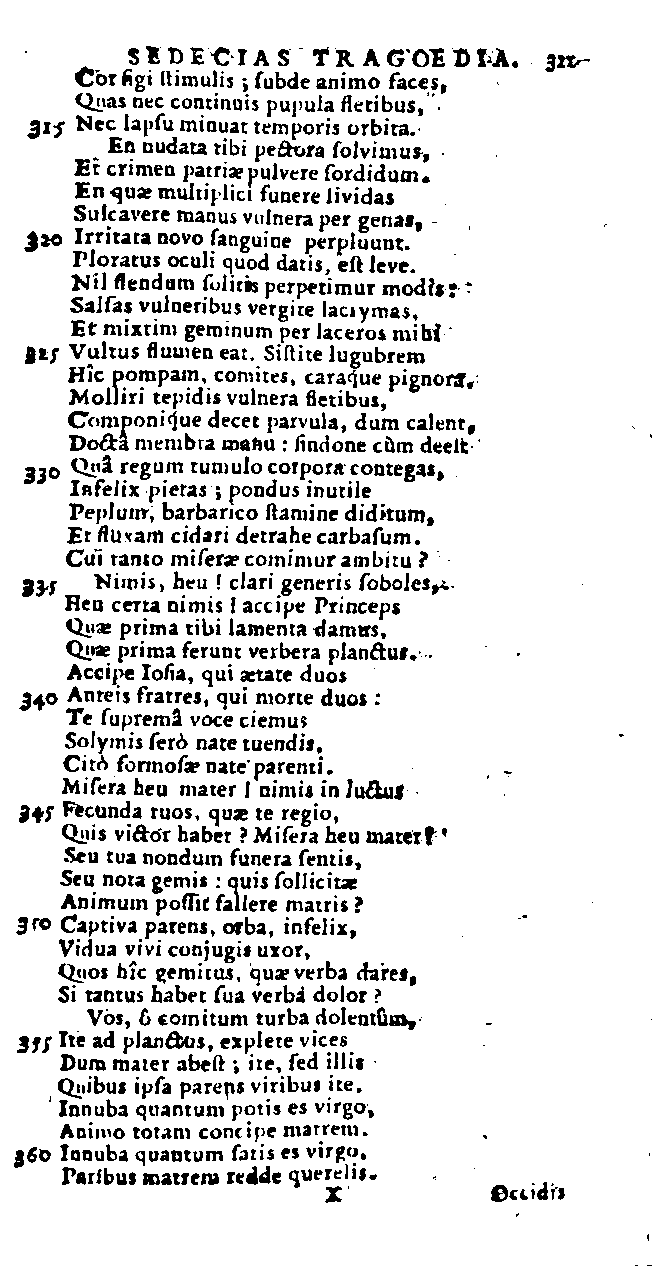 SEDECIAS TRAGOEDIA. 321
Cor figi ſtimulis ; ſubde animo faces,
Quas nec continuis pupula fletibus,
315 Nec lapſu minuat temporis orbita.
En nudata tibi pectora ſolvimus,
Et crimen patriæ pulvere ſordidum.
En quæ multiplici funere lividas
Sulcavere manus vulnera per genas,
320 Irritata novo ſanguine perpluunt.
Ploratus oculi quod datis, eſt leve.
Nil flendum ſolitis perpetimur modis:
Salſas vulneribus vergite lacrymas,
Et mixtim geminum per laceros mihi
325 Vultus flumen eat. Siſtite lugubrem
Hîc pompam, comites, caraque pignora,
Molliri tepidis vulnera fletibus,
Componique decet parvula, dum calent,
Doctâ membra manu : ſindone cùm deeſt
330 Quâ regum tumulo corpora contegas,
Infelix pietas ; pondus inutile
Peplum, barbarico ſtamine diditum,
Et fluxam cidari detrahe carbaſum.
Cui tanto miſeræ comimur ambitu ?
335 Nimis, heu ! clari generis ſoboles,
Heu certa nimis ! accipe Princeps
Quæ prima tibi lamenta damus,
Quæ prima ferunt verbera planctus.
Accipe Ioſia, qui ætate duos
340 Anteis fratres, qui morte duos :
Te ſupremâ voce ciemus
Solymis ſerò nate tuendis,
Citò formoſæ nate parenti.
Miſera heu mater ! nimis in luctus
345 Fecunda tuos, quæ te regio,
Quis victor habet ? Miſera heu mater !
Seu tua nondum funera ſentis,
Seu nota gemis : quis ſollicitæ
Animum poſſit fallere matris ?
350 Captiva parens, orba, infelix,
Vidua vivi conjugis uxor,
Quos hîc gemitus, quæ verba dares,
Si tantus habet ſua verba dolor ?
Vos, ô comitum turba dolentûm,
355 Ite ad planctus, explete vices
Dum mater abeſt ; ite, ſed illis
Quibus ipſa parens viribus ite.
Innuba quantum potis es virgo,
Animo totam concipe matrem.
360 Innuba quantum ſatis es virgo,
Paribus matrem redde querelis.
X Occidis